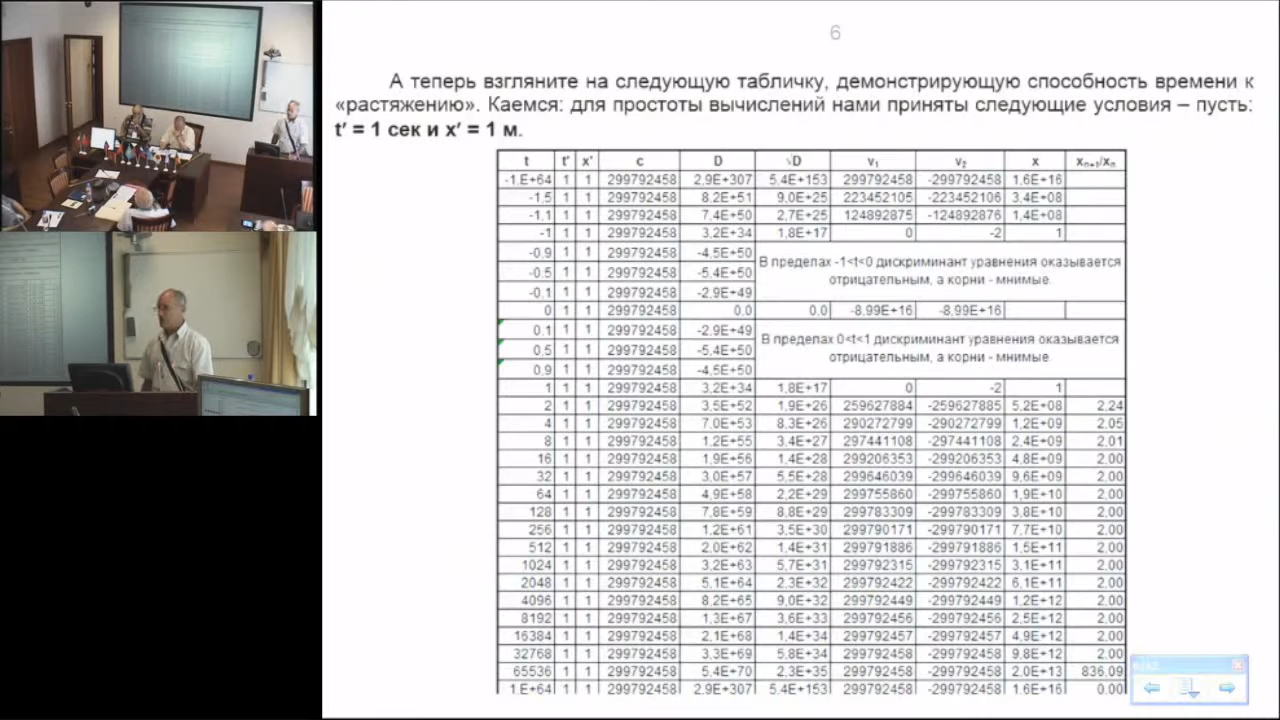 6
А теперь взгляните на следующую табличку, демонстрирующую способность времени к
«растяжению». Каемся: для простоты вычислений нами приняты следующие условия – пусть:
t′ = 1 сек и x′ = 1 м.
t t′ x′ c D √D v₁ v₂ x xₙ₊₁/xₙ
-1.E+64 1 1 299792458 2,9E+307 5,4E+153 299792458 -299792458 1,6E+16
-1,5 1 1 299792458 8,2E+51 9,0E+25 223452105 -223452106 3,4E+08
-1,1 1 1 299792458 7,4E+50 2,7E+25 124892875 -124892876 1,4E+08
-1 1 1 299792458 3,2E+34 1,8E+17 0 -2 1
-0,9 1 1 299792458 -4,5E+50
-0,5 1 1 299792458 -5,4E+50
-0,1 1 1 299792458 -2,9E+49
В пределах -1<t<0 дискриминант уравнения оказывается
отрицательным, а корни - мнимые.
0 1 1 299792458 0,0 0,0 -8,99E+16 -8,99E+16
0.1 1 1 299792458 -2,9E+49
0,5 1 1 299792458 -5,4E+50
0,9 1 1 299792458 -4,5E+50
В пределах 0<t<1 дискриминант уравнения оказывается
отрицательным, а корни - мнимые.
1 1 1 299792458 3,2E+34 1,8E+17 0 -2 1
2 1 1 299792458 3,5E+52 1,9E+26 259627884 -259627885 5,2E+08 2,24
4 1 1 299792458 7,0E+53 8,3E+26 290272799 -290272799 1,2E+09 2,05
8 1 1 299792458 1,2E+55 3,4E+27 297441108 -297441108 2,4E+09 2,01
16 1 1 299792458 1,9E+56 1,4E+28 299206353 -299206353 4,8E+09 2,00
32 1 1 299792458 3,0E+57 5,5E+28 299646039 -299646039 9,6E+09 2,00
64 1 1 299792458 4,9E+58 2,2E+29 299755860 -299755860 1,9E+10 2,00
128 1 1 299792458 7,8E+59 8,8E+29 299783309 -299783309 3,8E+10 2,00
256 1 1 299792458 1,2E+61 3,5E+30 299790171 -299790171 7,7E+10 2,00
512 1 1 299792458 2,0E+62 1,4E+31 299791886 -299791886 1,5E+11 2,00
1024 1 1 299792458 3,2E+63 5,7E+31 299792315 -299792315 3,1E+11 2,00
2048 1 1 299792458 5,1E+64 2,3E+32 299792422 -299792422 6,1E+11 2,00
4096 1 1 299792458 8,2E+65 9,0E+32 299792449 -299792449 1,2E+12 2,00
8192 1 1 299792458 1,3E+67 3,6E+33 299792456 -299792456 2,5E+12 2,00
16384 1 1 299792458 2,1E+68 1,4E+34 299792457 -299792457 4,9E+12 2,00
32768 1 1 299792458 3,3E+69 5,8E+34 299792458 -299792458 9,8E+12 2,00
65536 1 1 299792458 5,4E+70 2,3E+35 299792458 -299792458 2,0E+13 836,09
1.E+64 1 1 299792458 2,9E+307 5,4E+153 299792458 -299792458 1,6E+16 0,00